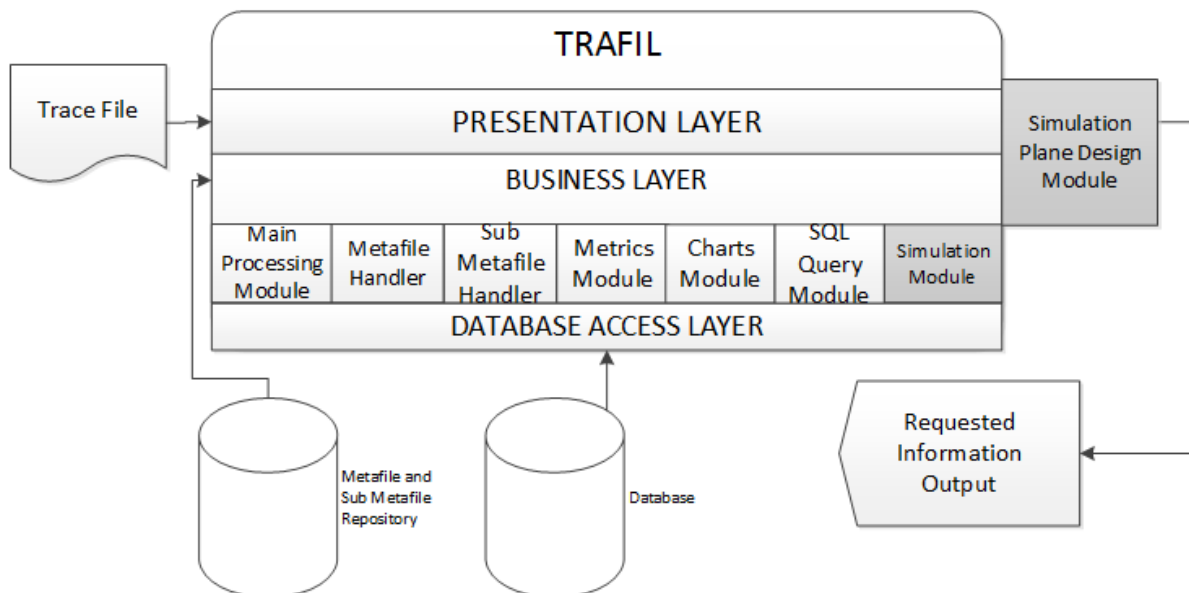 TRAFIL
Trace File
PRESENTATION LAYER
Simulation
Plane Design
Module
BUSINESS LAYER
Main
Processing
Module
Metafile
Handler
Sub
Metafile
Handler
Metrics
Module
Charts
Module
SQL
Query
Module
Simulation
Module
DATABASE ACCESS LAYER
Metafile and
Sub Metafile
Repository
Database
Requested
Information
Output